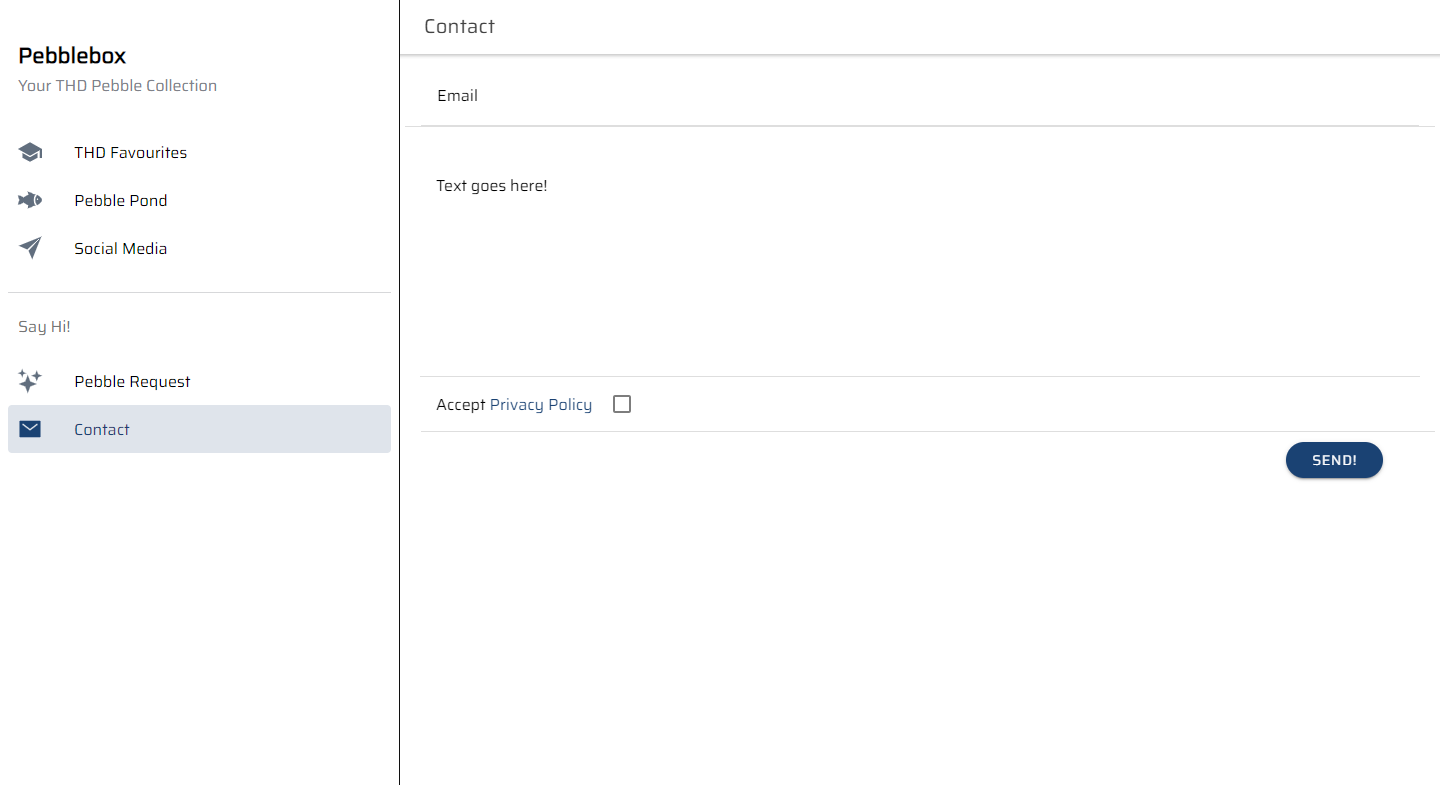 Pebblebox
Your THD Pebble Collection
THD Favourites
Pebble Pond
Social Media
Say Hi!
Pebble Request
Contact
Contact
Email
Text goes here!
Accept Privacy Policy
SEND!